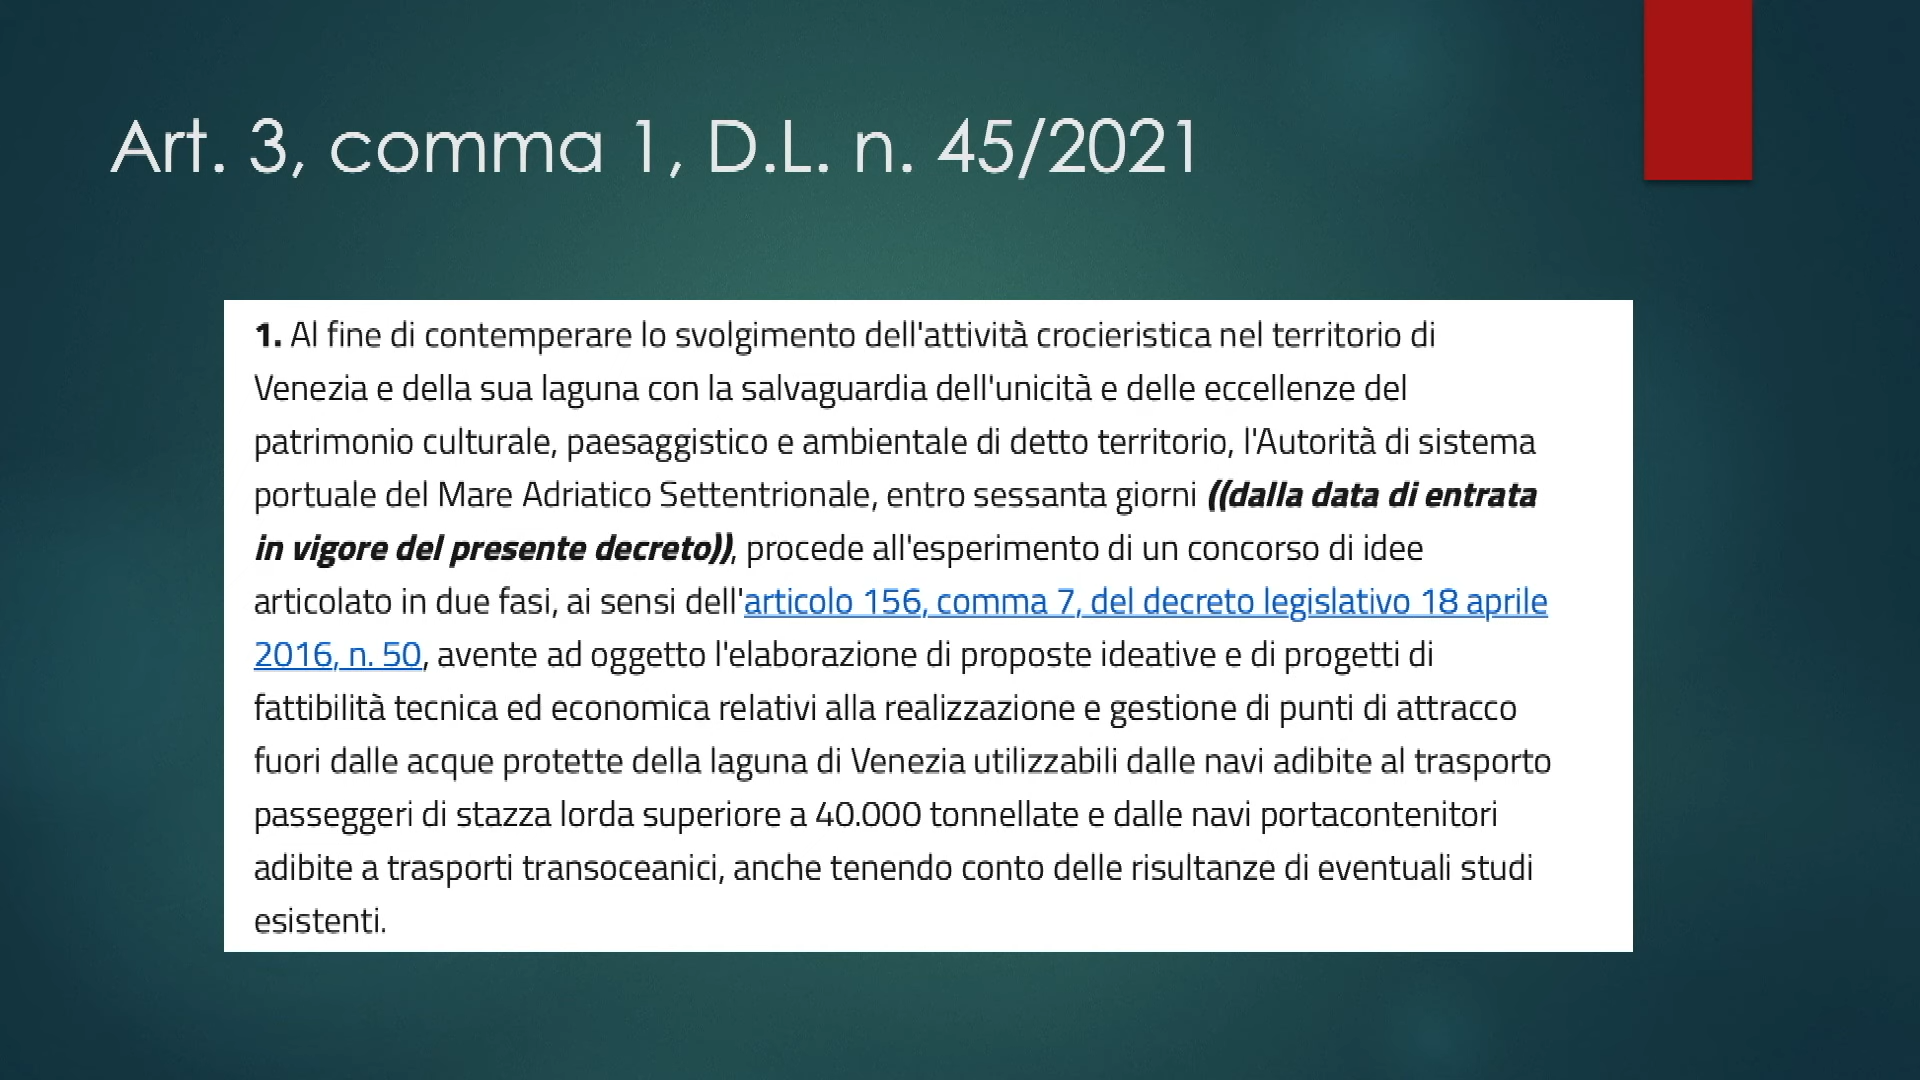 Art. 3, comma 1, D.L. n. 45/2021
1. Al fine di contemperare lo svolgimento dell'attività crocieristica nel territorio di
Venezia e della sua laguna con la salvaguardia dell'unicità e delle eccellenze del
patrimonio culturale, paesaggistico e ambientale di detto territorio, l'Autorità di sistema
portuale del Mare Adriatico Settentrionale, entro sessanta giorni ((dalla data di entrata
in vigore del presente decreto)), procede all'esperimento di un concorso di idee
articolato in due fasi, ai sensi dell'articolo 156, comma 7, del decreto legislativo 18 aprile
2016, n. 50, avente ad oggetto l'elaborazione di proposte ideative e di progetti di
fattibilità tecnica ed economica relativi alla realizzazione e gestione di punti di attracco
fuori dalle acque protette della laguna di Venezia utilizzabili dalle navi adibite al trasporto
passeggeri di stazza lorda superiore a 40.000 tonnellate e dalle navi portacontenitori
adibite a trasporti transoceanici, anche tenendo conto delle risultanze di eventuali studi
esistenti.